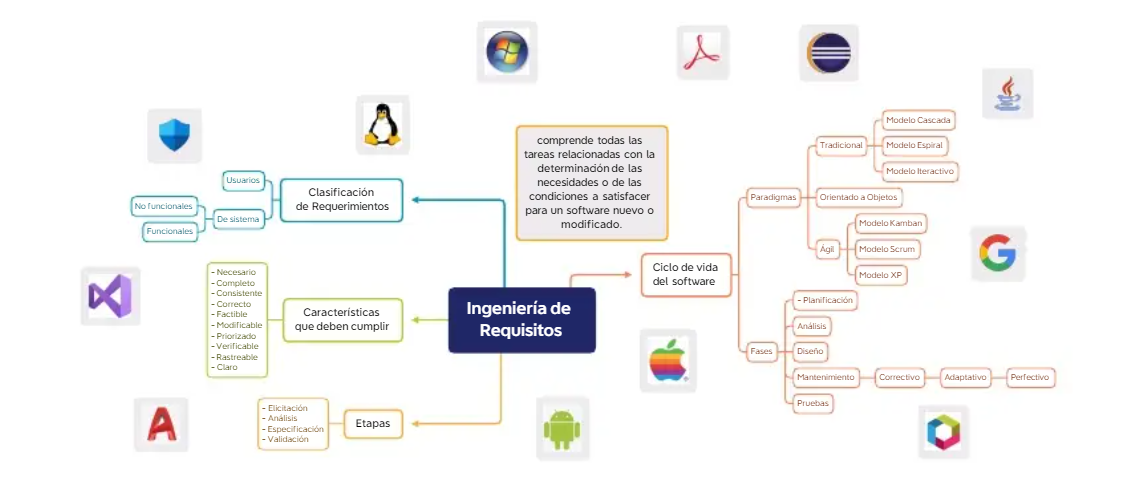 comprende todas las
tareas relacionadas con la
determinación de las
necesidades o de las
condiciones a satisfacer
para un software nuevo o
modificado.
Ingeniería de
Requisitos
Clasificación
de Requerimientos
Usuarios
De sistema
No funcionales
Funcionales
Características
que deben cumplir
- Necesario
- Completo
- Consistente
- Correcto
- Factible
- Modificable
- Priorizado
- Verificable
- Rastreable
- Claro
Etapas
- Elicitación
- Análisis
- Especificación
- Validación
Ciclo de vida
del software
Paradigmas
Tradicional
Modelo Cascada
Modelo Espiral
Modelo Iteractivo
Orientado a Objetos
Ágil
Modelo Kamban
Modelo Scrum
Modelo XP
Fases
- Planificación
Análisis
Diseño
Mantenimiento
Correctivo
Adaptativo
Perfectivo
Pruebas